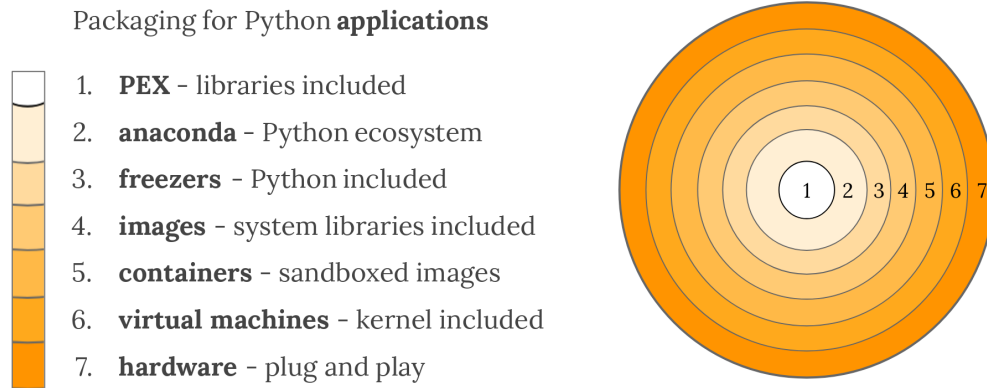 Packaging for Python applications
1. PEX - libraries included
2. anaconda - Python ecosystem
3. freezers - Python included
4. images - system libraries included
5. containers - sandboxed images
6. virtual machines - kernel included
7. hardware - plug and play
1 2 3 4 5 6 7